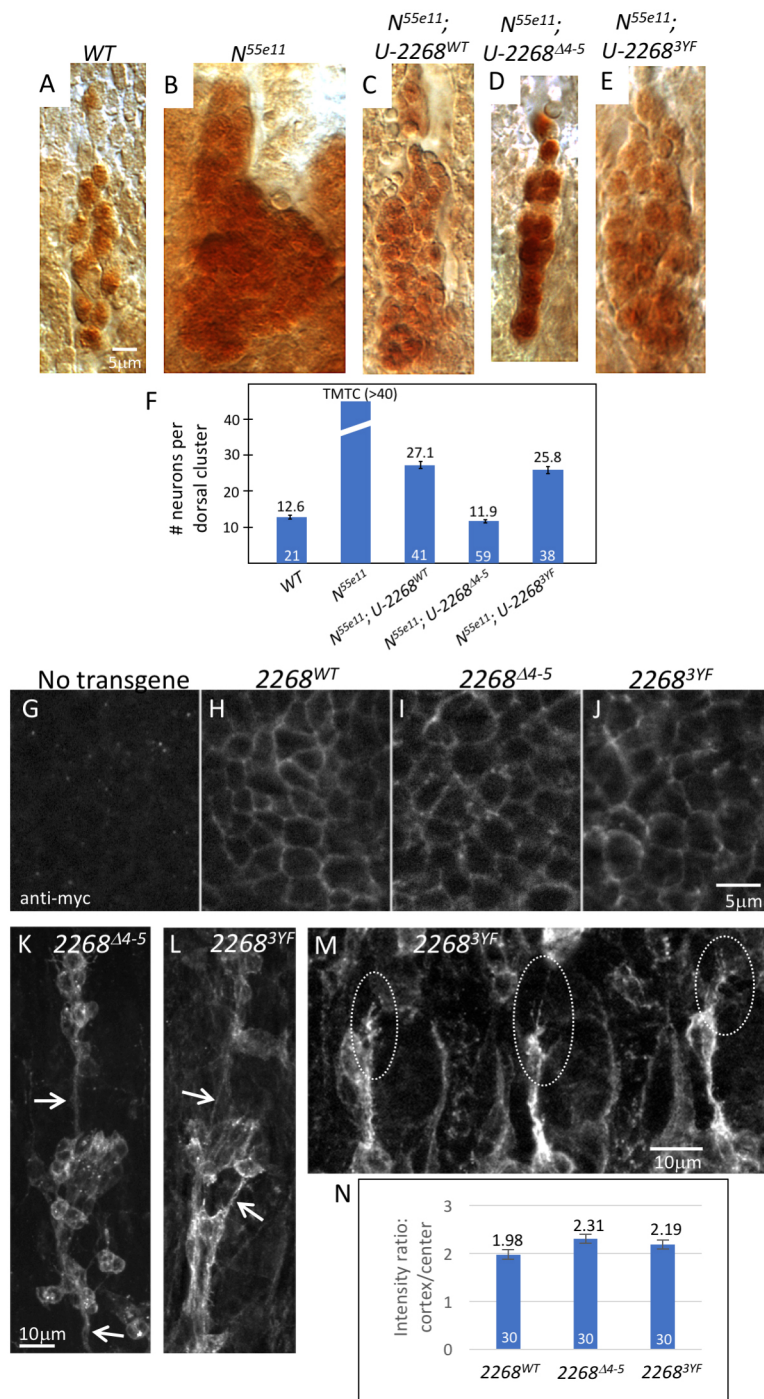 WT
N55e11
N55e11;
U-2268WT
N55e11;
U-2268Δ4-5
N55e11;
U-22683YF
A
B
C
D
E
5μm
F
# neurons per
dorsal cluster
40
30
20
10
TMTC (>40)
12.6
27.1
11.9
25.8
21
41
59
38
WT
N55e11
N55e11; U-2268WT
N55e11; U-2268Δ4-5
N55e11; U-22683YF
No transgene
2268WT
2268Δ4-5
22683YF
G
H
I
J
anti-myc
5μm
K 2268Δ4-5
L 22683YF
M 22683YF
10μm
10μm
N
Intensity ratio:
cortex/center
3
2
1
0
1.98
2.31
2.19
30
30
30
2268WT
2268Δ4-5
22683YF